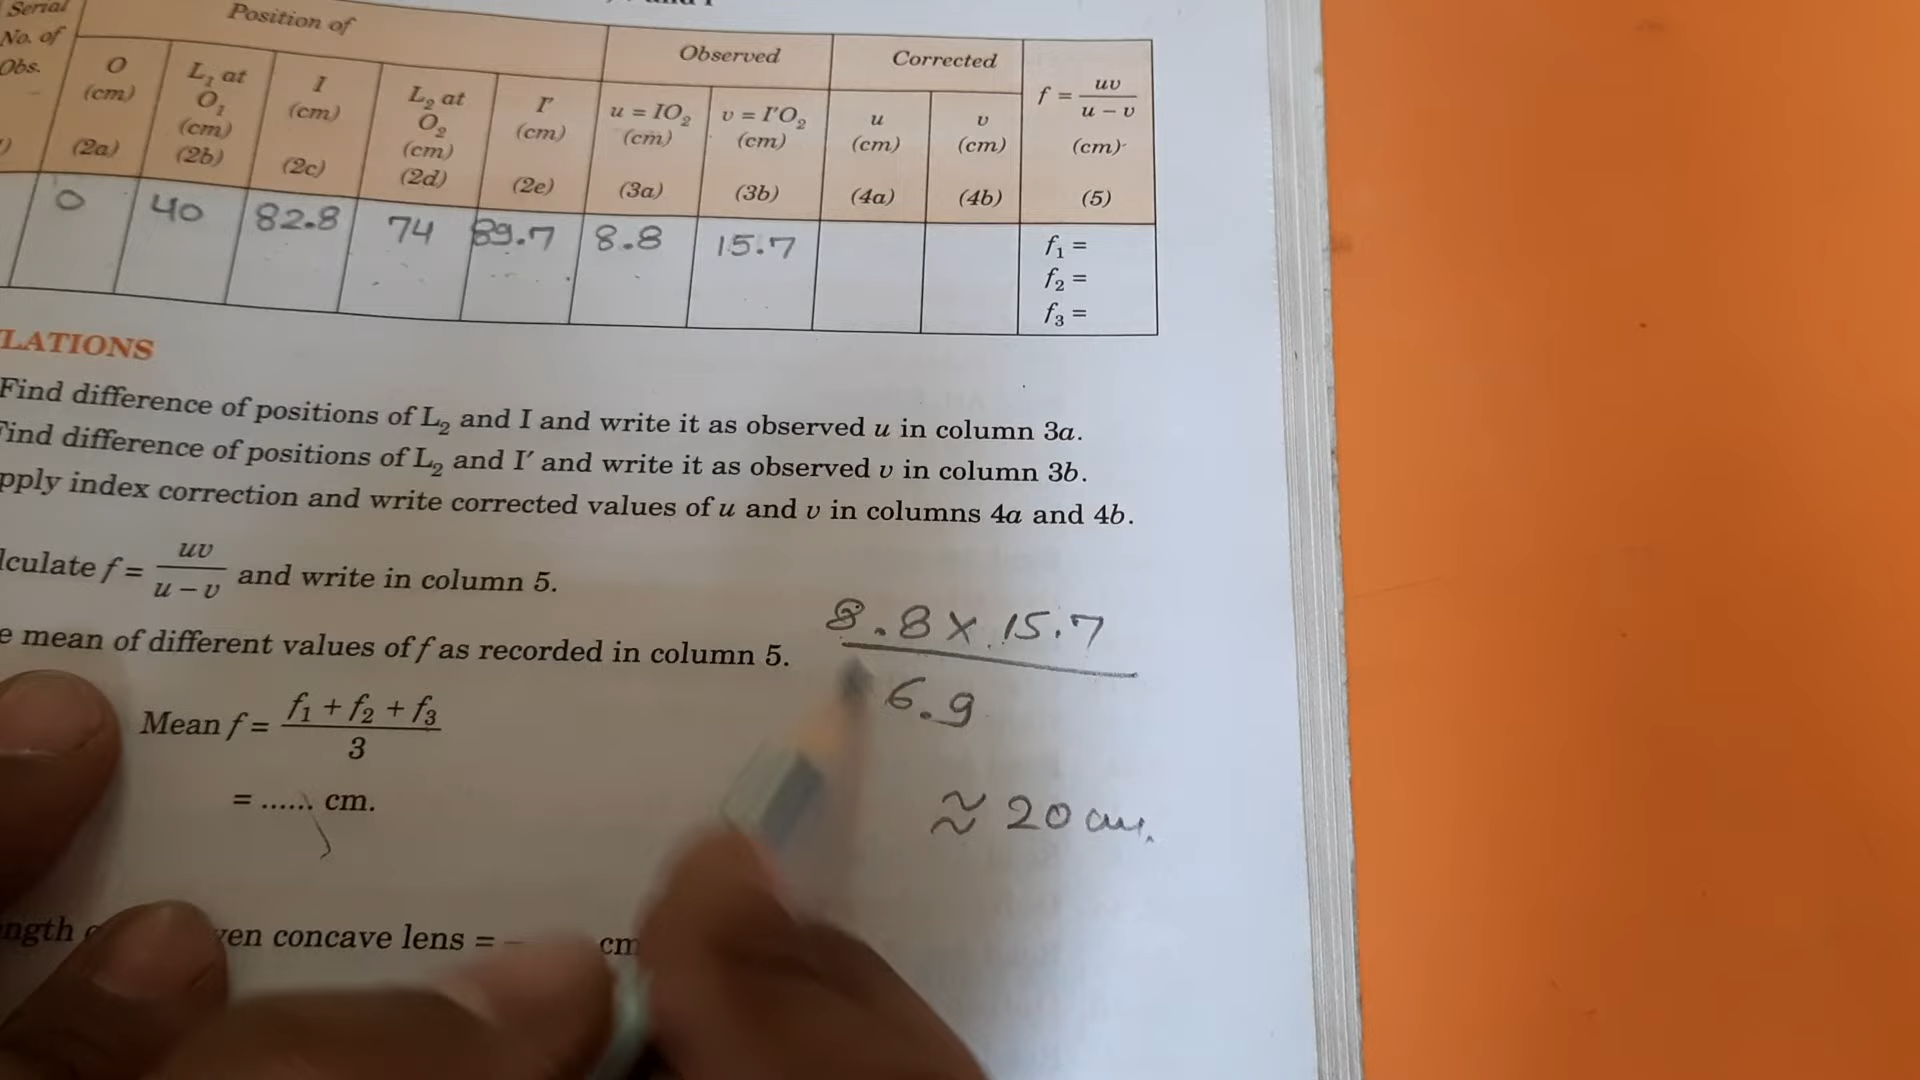 Serial
No. of
Obs.
Position of
Observed
Corrected
f = uv / u – v
(cm)
(5)
O
(cm)
(2a)
L₁ at
O₁
(cm)
(2b)
I
(cm)
(2c)
L₂ at
O₂
(cm)
(2d)
I′
(cm)
(2e)
u = IO₂
(cm)
(3a)
v = I′O₂
(cm)
(3b)
u
(cm)
(4a)
v
(cm)
(4b)
0 40 82.8 74 89.7 8.8 15.7
f₁ =
f₂ =
f₃ =
LATIONS
Find difference of positions of L₂ and I and write it as observed u in column 3a.
Find difference of positions of L₂ and I′ and write it as observed v in column 3b.
pply index correction and write corrected values of u and v in columns 4a and 4b.
lculate f = uv / u – v and write in column 5.
e mean of different values of f as recorded in column 5.
8.8 × 15.7
6.9
≈ 20 cm.
Mean f = f₁ + f₂ + f₃ / 3
= ...... cm.
ngth ven concave lens = – cm